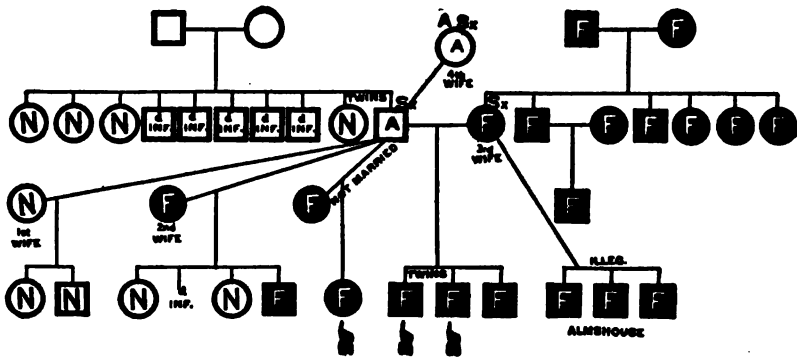 A Sx
A F F
4th
WIFE
TWINS Sx Sx
N N N d d d d d N A F F F F F F F
INF. INF. INF. INF. INF.
3rd
WIFE
NOT MARRIED
N F F F
1st
WIFE
2nd
WIFE
TWINS ILLEG.
N N N d N F F F F F F F F
INF.
ALMSHOUSE